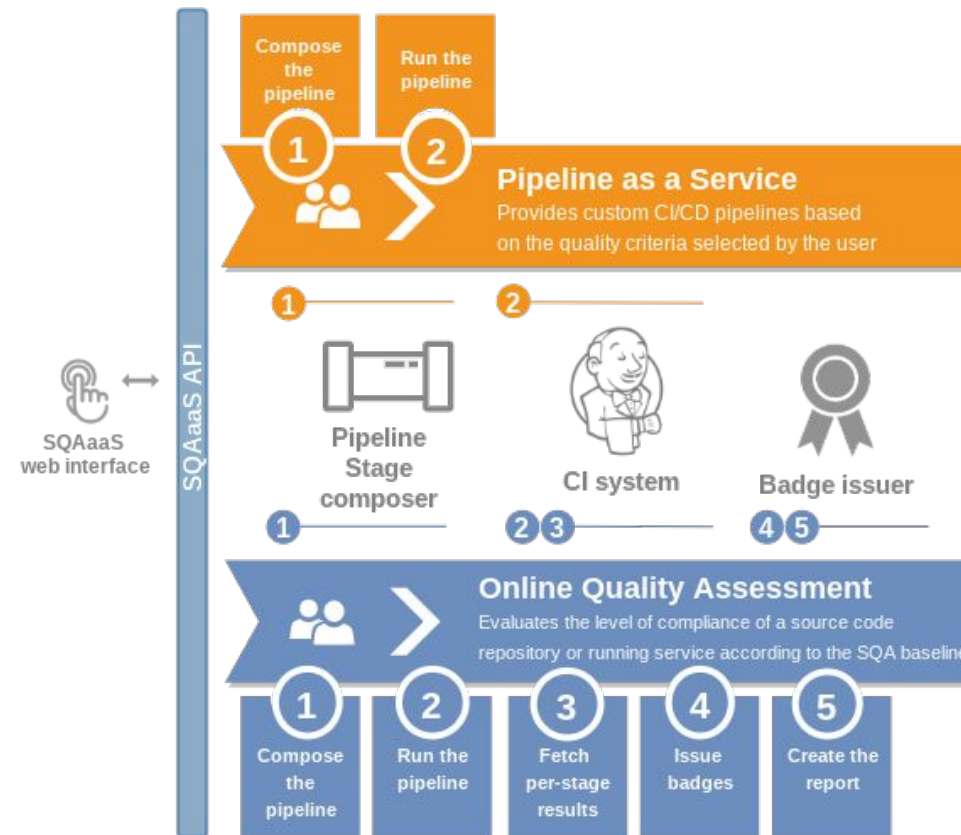 Compose
the
pipeline
Run the
pipeline
1
2
Pipeline as a Service
Provides custom CI/CD pipelines based
on the quality criteria selected by the user
1
2
SQAaaS API
SQAaaS
web interface
Pipeline
Stage
composer
CI system
Badge issuer
1
2 3
4 5
Online Quality Assessment
Evaluates the level of compliance of a source code
repository or running service according to the SQA baseline
1
2
3
4
5
Compose
the
pipeline
Run the
pipeline
Fetch
per-stage
results
Issue
badges
Create the
report